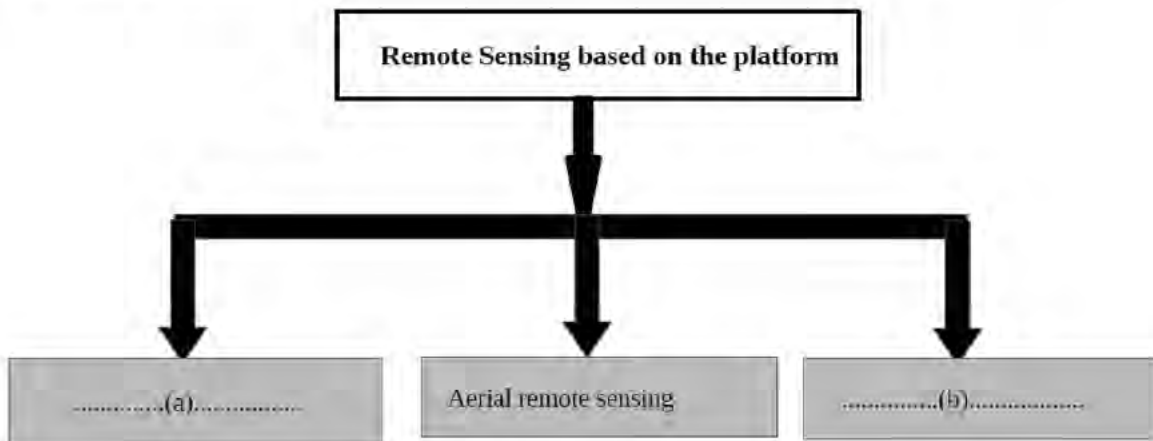 Remote Sensing based on the platform
..............(a).................
Aerial remote sensing
...............(b)..................